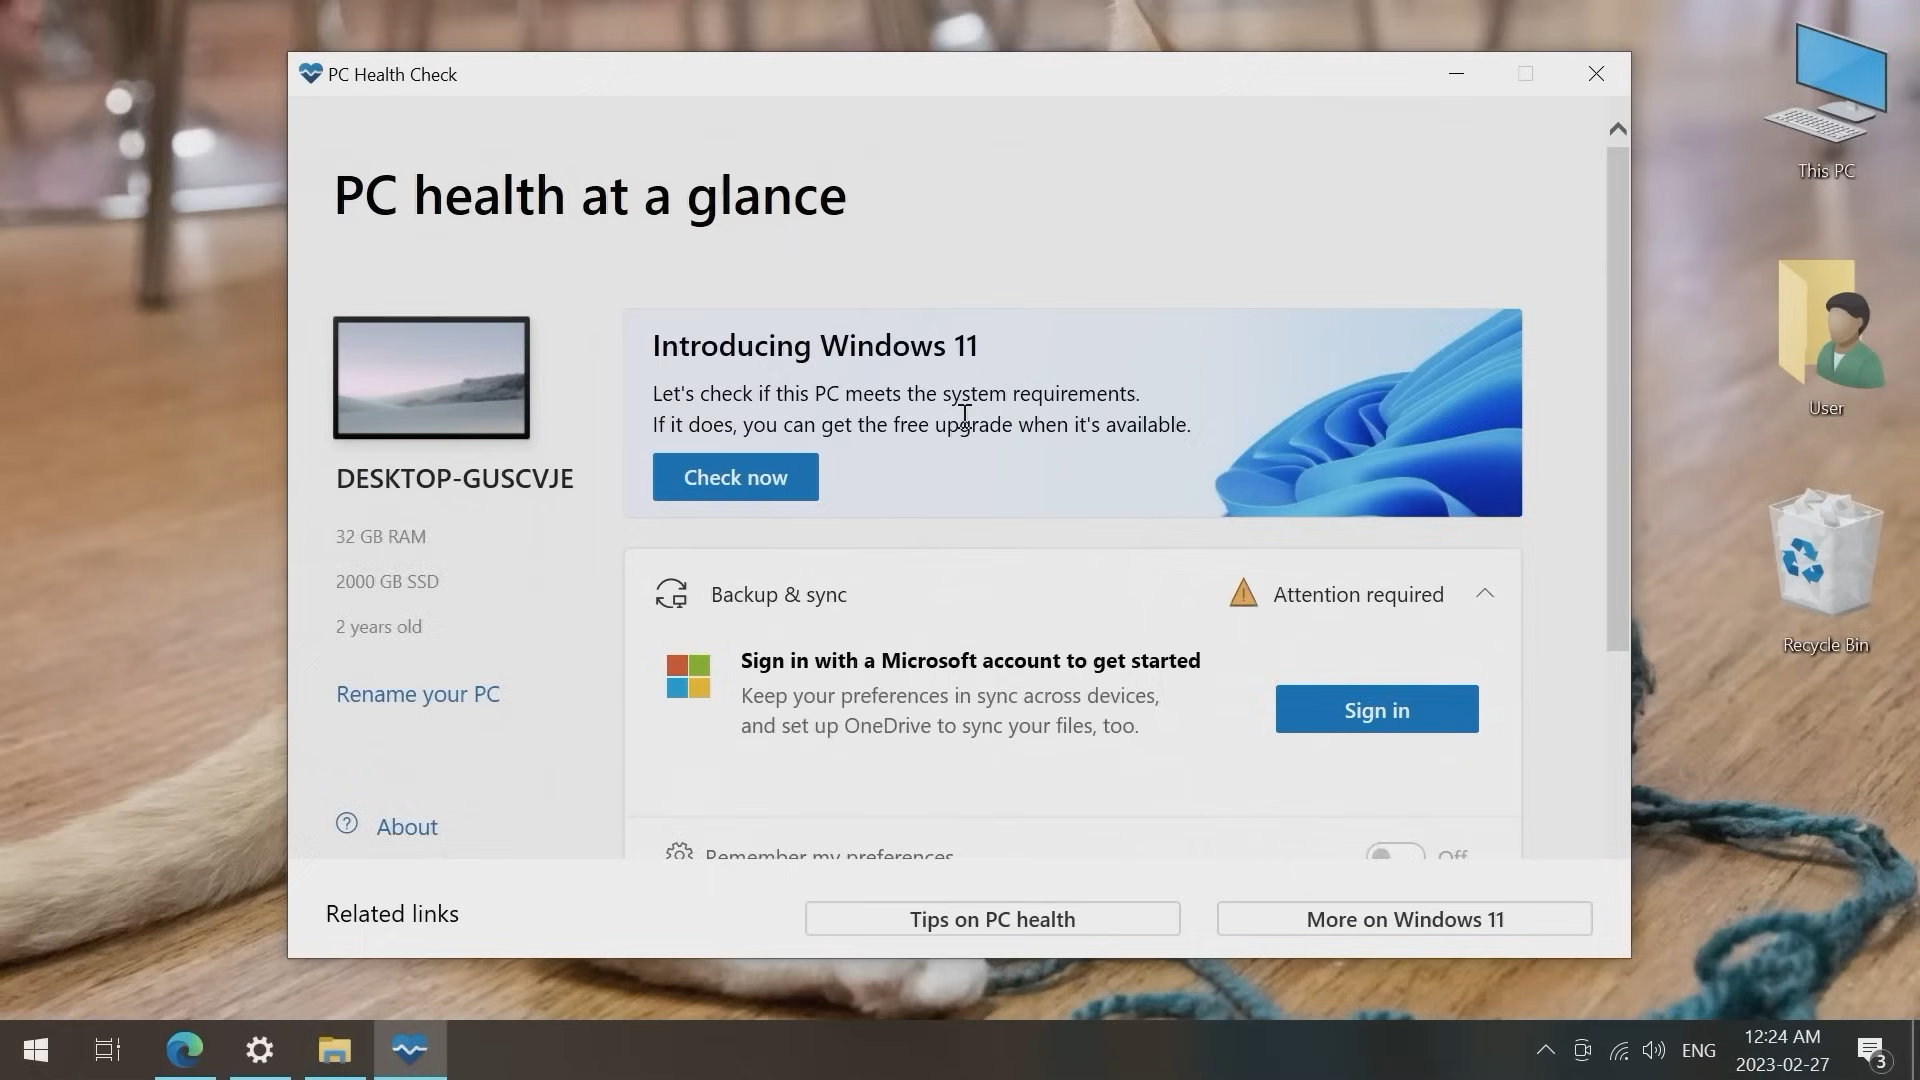 PC Health Check
PC health at a glance
Introducing Windows 11
Let's check if this PC meets the system requirements.
If it does, you can get the free upgrade when it's available.
Check now
DESKTOP-GUSCVJE
32 GB RAM
2000 GB SSD
2 years old
Rename your PC
About
Backup & sync
Attention required
Sign in with a Microsoft account to get started
Keep your preferences in sync across devices,
and set up OneDrive to sync your files, too.
Sign in
Remember my preferences
Off
Related links
Tips on PC health
More on Windows 11
This PC
User
Recycle Bin
ENG
12:24 AM
2023-02-27
3